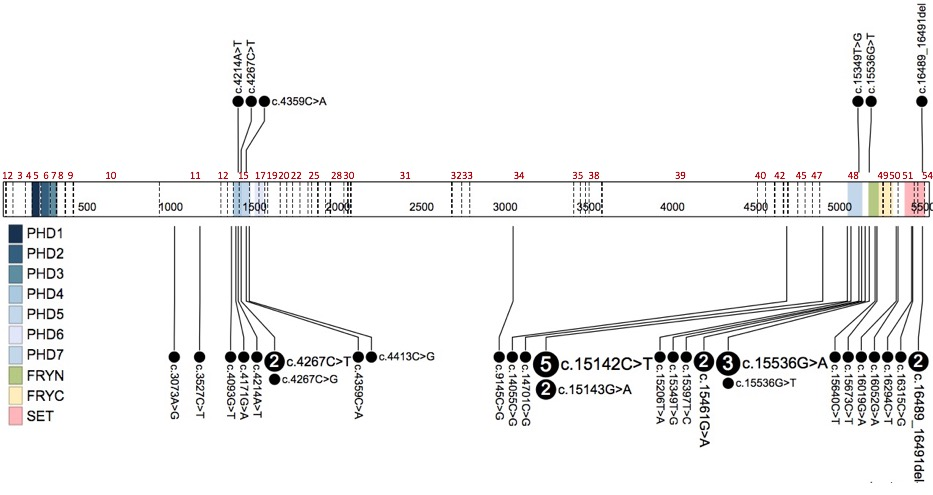 c.4214A>T
c.4267C>T
c.4359C>A
c.15349T>G
c.15536G>T
c.16489_16491del
12 3 4 5 6 7 8 9 10 11 12 13 14 15 17 19 20 22 25 28 30 31 32 33 34 35 38 39 40 42 45 47 48 49 50 51 54
500 1000 1500 2000 2500 3000 3500 4000 4500 5000 5500
PHD1
PHD2
PHD3
PHD4
PHD5
PHD6
PHD7
FRYN
FRYC
SET
c.3073A>G
c.3527C>T
c.4093G>T
c.4171G>A
c.4214A>T
2 c.4267C>T
c.4267C>G
c.4359C>A
c.4413C>G
c.9145C>G
c.14055C>G
c.14701C>G
5 c.15142C>T
2 c.15143G>A
c.15206T>A
c.15349T>G
c.15397T>C
2 c.15461G>A
3 c.15536G>A
c.15536G>T
c.15640C>T
c.15673C>T
c.16019G>A
c.16052G>A
c.16294C>T
c.16315C>G
2 c.16489_16491del